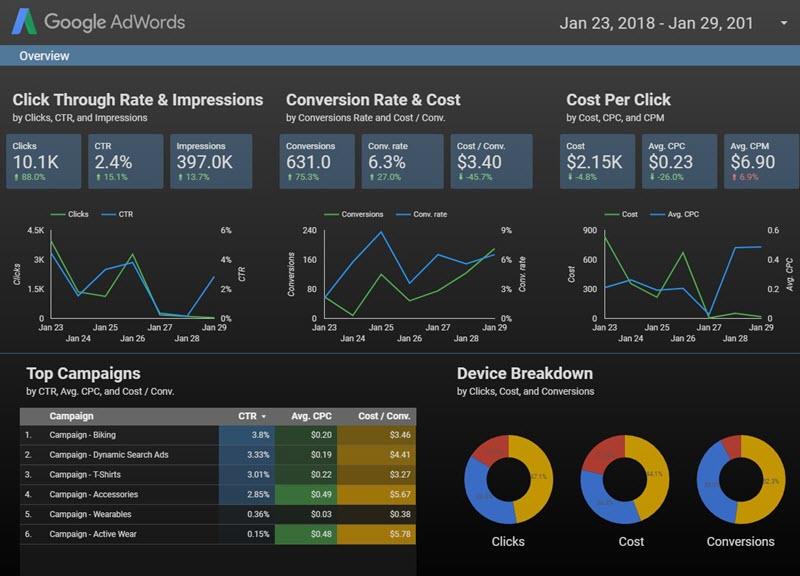 Google AdWords
Jan 23, 2018 - Jan 29, 201
Overview
Click Through Rate & Impressions
by Clicks, CTR, and Impressions
Clicks
10.1K
88.0%
CTR
2.4%
15.1%
Impressions
397.0K
13.7%
Clicks CTR
4.5K
3K
1.5K
0
Clicks
6%
4%
2%
0%
CTR
Jan 23 Jan 25 Jan 27 Jan 29
Jan 24 Jan 26 Jan 28
Conversion Rate & Cost
by Conversions Rate and Cost / Conv.
Conversions
631.0
75.3%
Conv. rate
6.3%
27.0%
Cost / Conv.
$3.40
-45.7%
Conversions Conv. rate
240
160
80
0
Conversions
9%
6%
3%
0%
Conv. rate
Jan 23 Jan 25 Jan 27 Jan 29
Jan 24 Jan 26 Jan 28
Cost Per Click
by Cost, CPC, and CPM
Cost
$2.15K
-4.8%
Avg. CPC
$0.23
-26.0%
Avg. CPM
$6.90
6.9%
Cost Avg. CPC
900
600
300
0
Cost
0.6
0.4
0.2
0
Avg. CPC
Jan 23 Jan 25 Jan 27 Jan 29
Jan 24 Jan 26 Jan 28
Top Campaigns
by CTR, Avg. CPC, and Cost / Conv.
Campaign CTR Avg. CPC Cost / Conv.
1. Campaign - Biking 3.8% $0.20 $3.46
2. Campaign - Dynamic Search Ads 3.33% $0.19 $4.41
3. Campaign - T-Shirts 3.01% $0.22 $3.27
4. Campaign - Accessories 2.85% $0.49 $5.67
5. Campaign - Wearables 0.36% $0.03 $0.38
6. Campaign - Active Wear 0.15% $0.48 $5.78
Device Breakdown
by Clicks, Cost, and Conversions
Clicks
Cost
Conversions